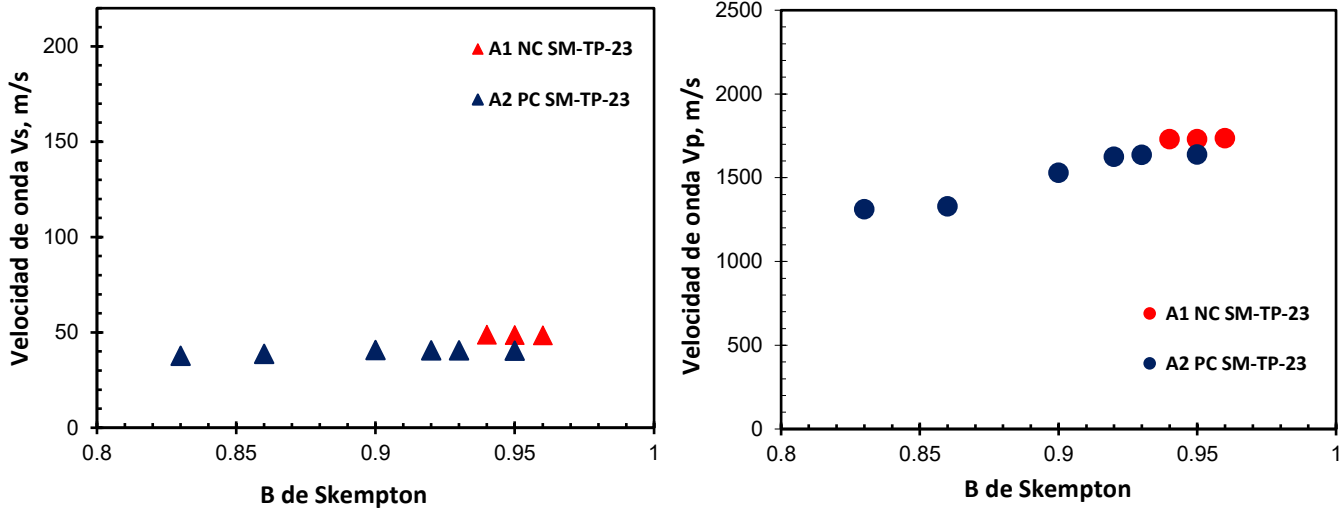 Velocidad de onda Vs, m/s
200
150
100
50
0
A1 NC SM-TP-23
A2 PC SM-TP-23
0.8 0.85 0.9 0.95 1
B de Skempton
Velocidad de onda Vp, m/s
2500
2000
1500
1000
500
0
A1 NC SM-TP-23
A2 PC SM-TP-23
0.8 0.85 0.9 0.95 1
B de Skempton